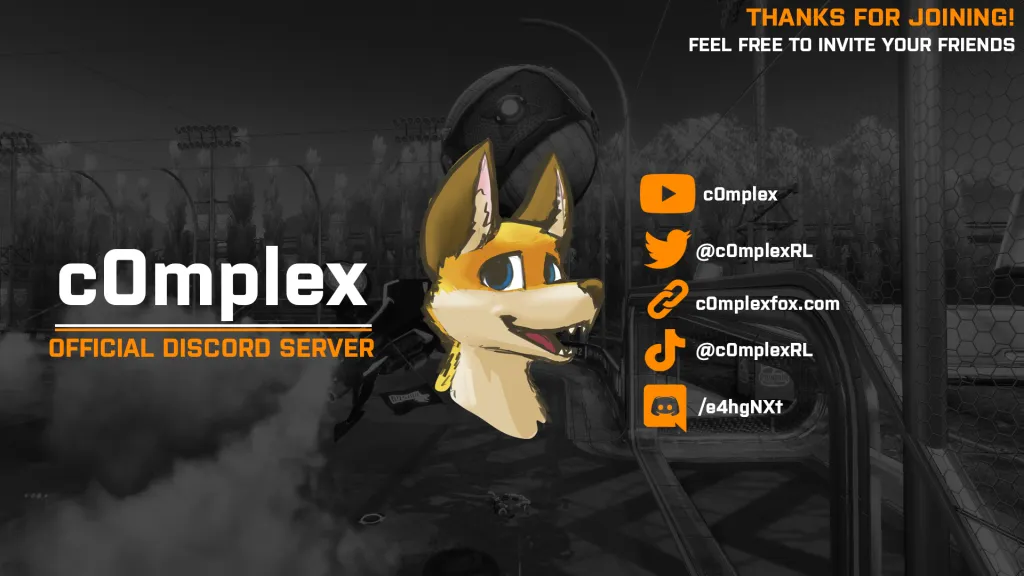 THANKS FOR JOINING!
FEEL FREE TO INVITE YOUR FRIENDS
c0mplex
OFFICIAL DISCORD SERVER
c0mplex
@c0mplexRL
c0mplexfox.com
@c0mplexRL
/e4hgNXt